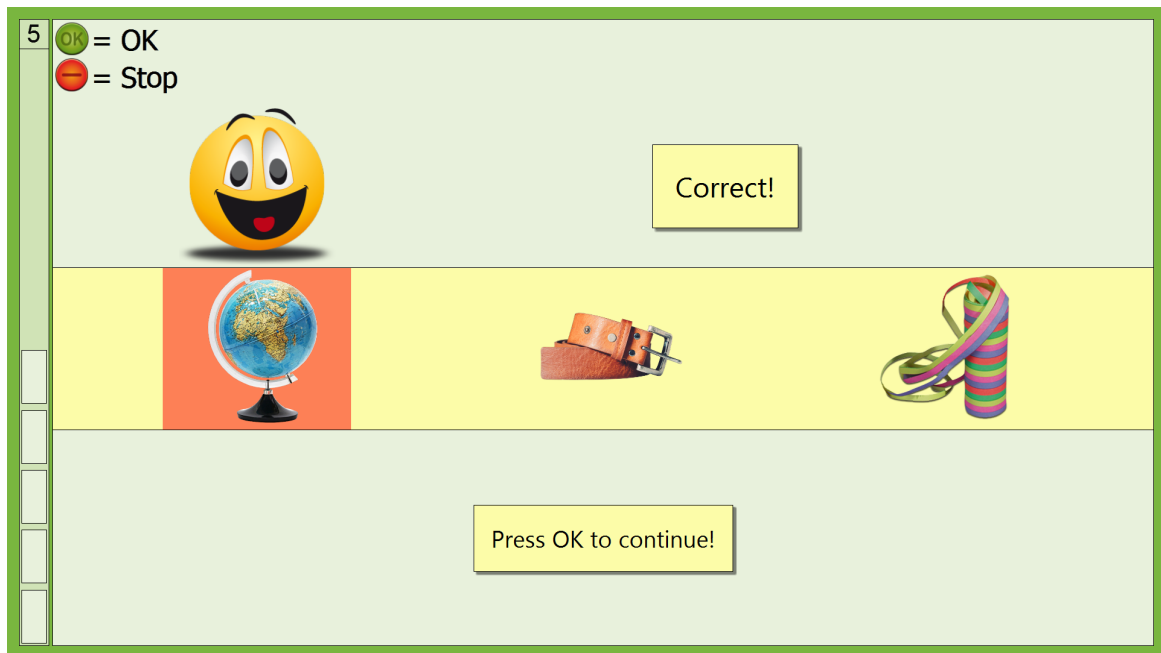 5
OK = OK
= Stop
Correct!
Press OK to continue!